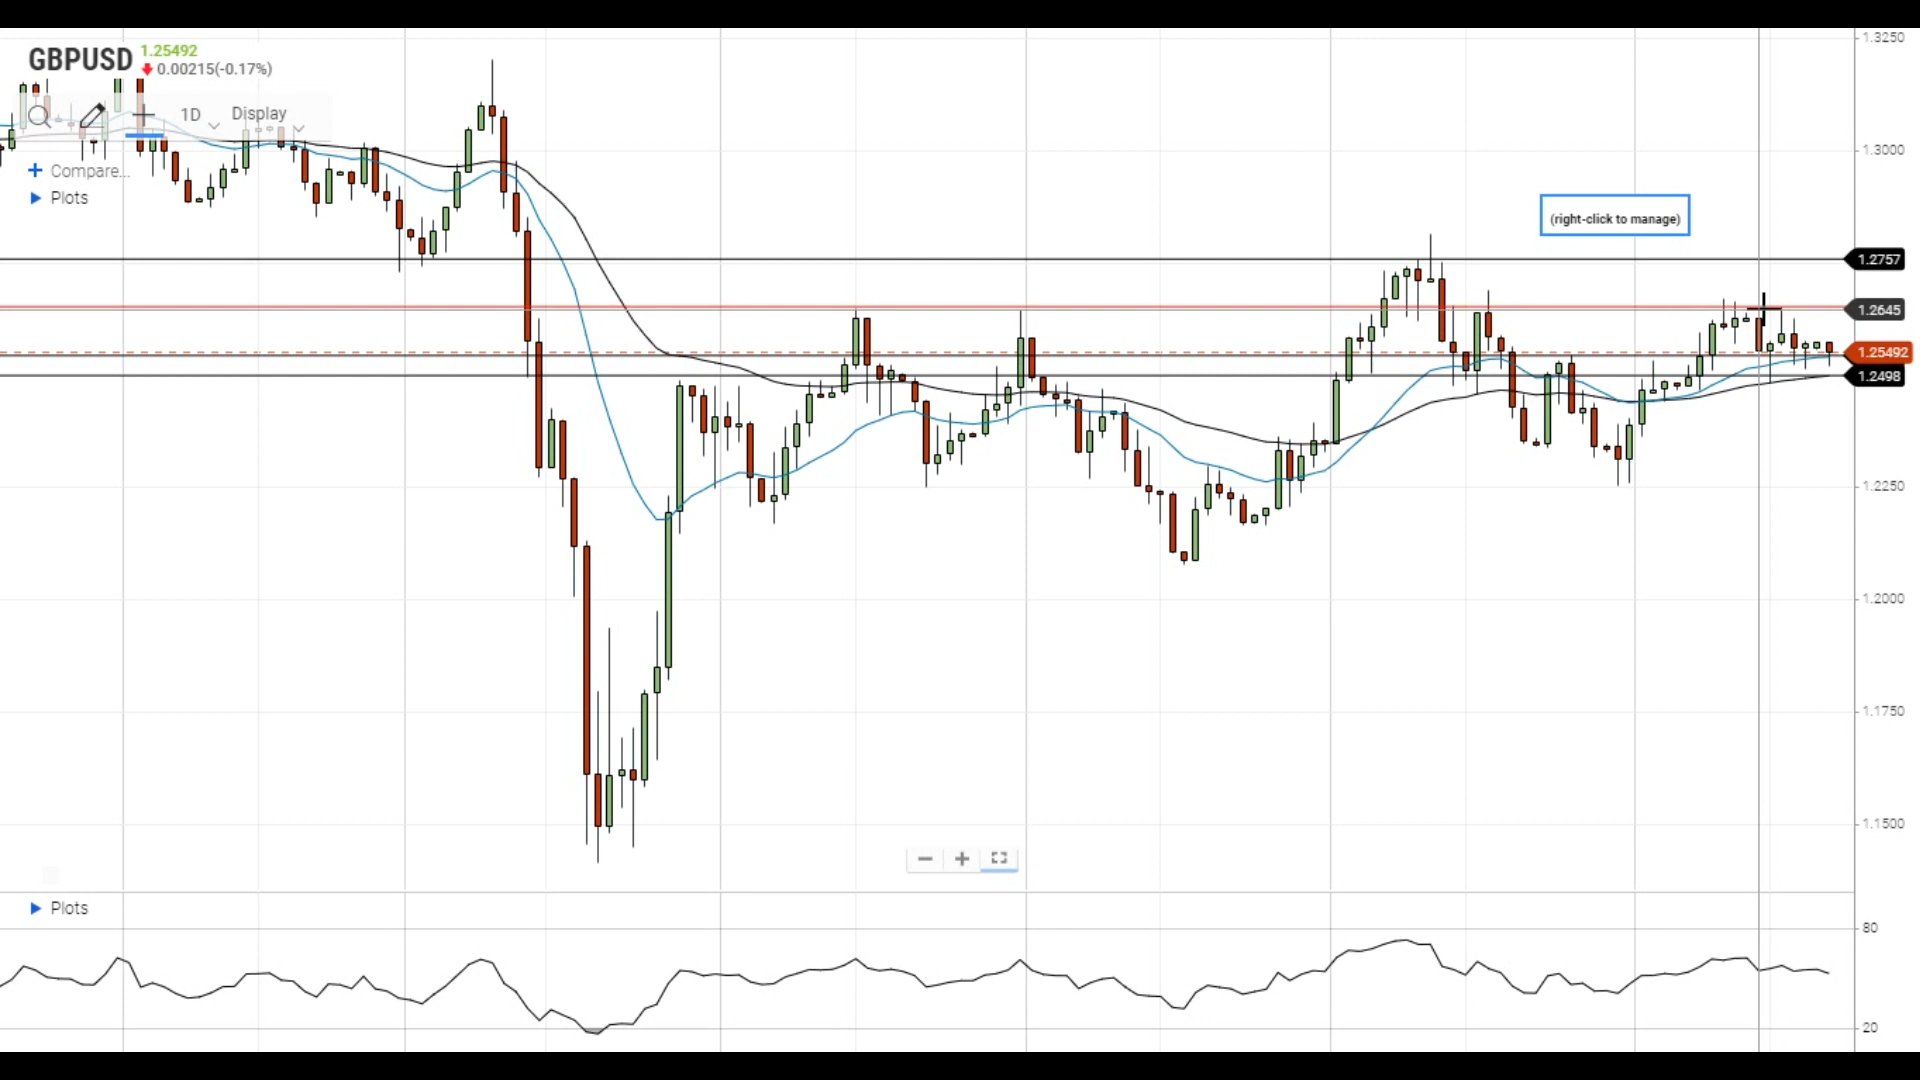 GBPUSD 1.25492
0.00215(-0.17%)
1D Display
Compare...
Plots
(right-click to manage)
1.3250
1.3000
1.2757
1.2645
1.25492
1.2498
1.2250
1.2000
1.1750
1.1500
Plots
80
20